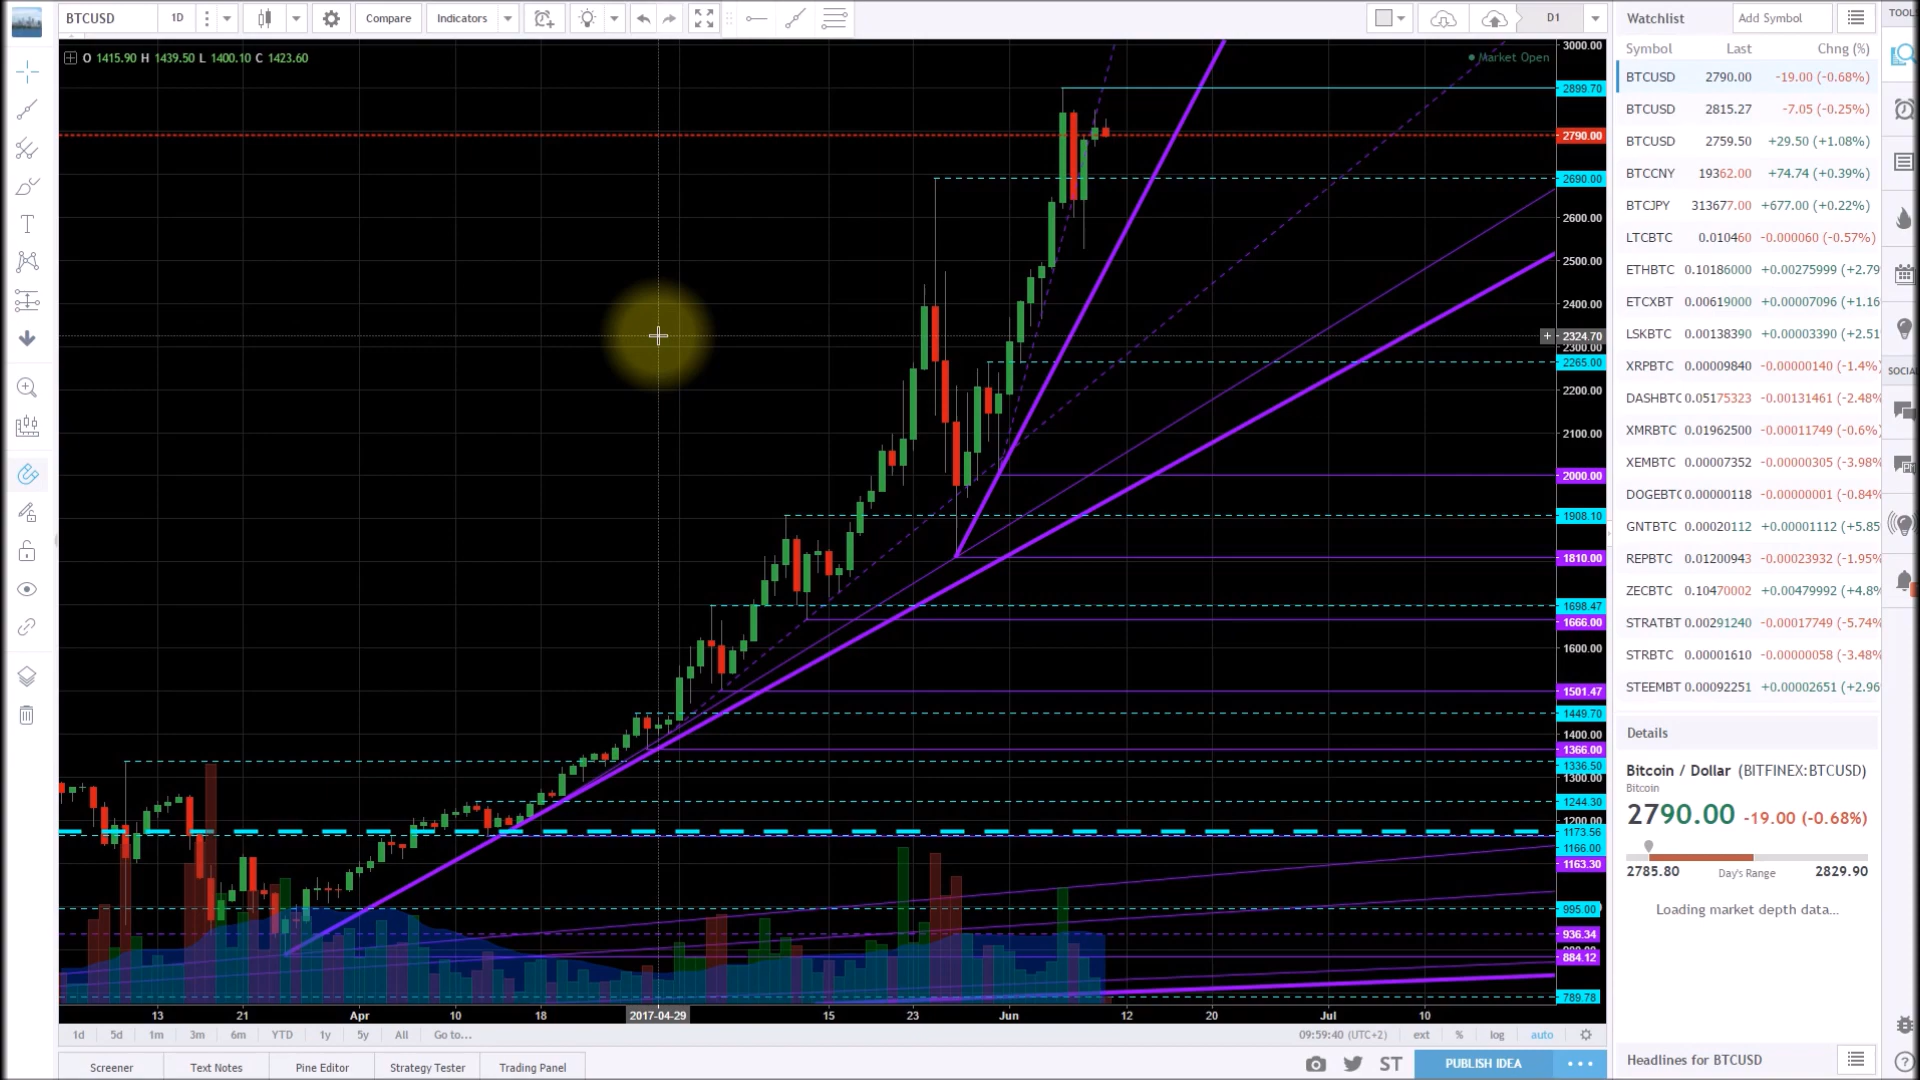 BTCUSD 1D Compare Indicators D1
O 1415.90 H 1439.50 L 1400.10 C 1423.60
Market Open
3000.00
2899.70
2790.00
2690.00
2600.00
2500.00
2400.00
2324.70
2300.00
2265.00
2200.00
2100.00
2000.00
1908.10
1810.00
1698.47
1666.00
1600.00
1501.47
1449.70
1400.00
1366.00
1336.50
1300.00
1244.30
1200.00
1173.56
1166.00
1163.30
995.00
936.34
884.12
789.78
13 21 Apr 10 18 2017-04-29 15 23 Jun 12 20 Jul 10
1d 5d 1m 3m 6m YTD 1y 5y All Go to... 09:59:40 (UTC+2) ext % log auto
Screener Text Notes Pine Editor Strategy Tester Trading Panel ST PUBLISH IDEA
Watchlist Add Symbol
Symbol Last Chng (%)
BTCUSD 2790.00 -19.00 (-0.68%)
BTCUSD 2815.27 -7.05 (-0.25%)
BTCUSD 2759.50 +29.50 (+1.08%)
BTCCNY 19362.00 +74.74 (+0.39%)
BTCJPY 313677.00 +677.00 (+0.22%)
LTCBTC 0.010460 -0.000060 (-0.57%)
ETHBTC 0.10186000 +0.00275999 (+2.79
ETCXBT 0.00619000 +0.00007096 (+1.16
LSKBTC 0.00138390 +0.00003390 (+2.51
XRPBTC 0.00009840 -0.00000140 (-1.4%)
DASHBTC 0.05175323 -0.00131461 (-2.48%
XMRBTC 0.01962500 -0.00011749 (-0.6%)
XEMBTC 0.00007352 -0.00000305 (-3.98%
DOGEBTC 0.00000118 -0.00000001 (-0.84%
GNTBTC 0.00020112 +0.00001112 (+5.85
REPBTC 0.01200943 -0.00023932 (-1.95%
ZECBTC 0.10470002 +0.00479992 (+4.8%
STRATBT 0.00291240 -0.00017749 (-5.74%
STRBTC 0.00001610 -0.00000058 (-3.48%
STEEMBT 0.00092251 +0.00002651 (+2.96
Details
Bitcoin / Dollar (BITFINEX:BTCUSD)
Bitcoin
2790.00 -19.00 (-0.68%)
2785.80 Day's Range 2829.90
Loading market depth data...
Headlines for BTCUSD
TOOL
SOCIA